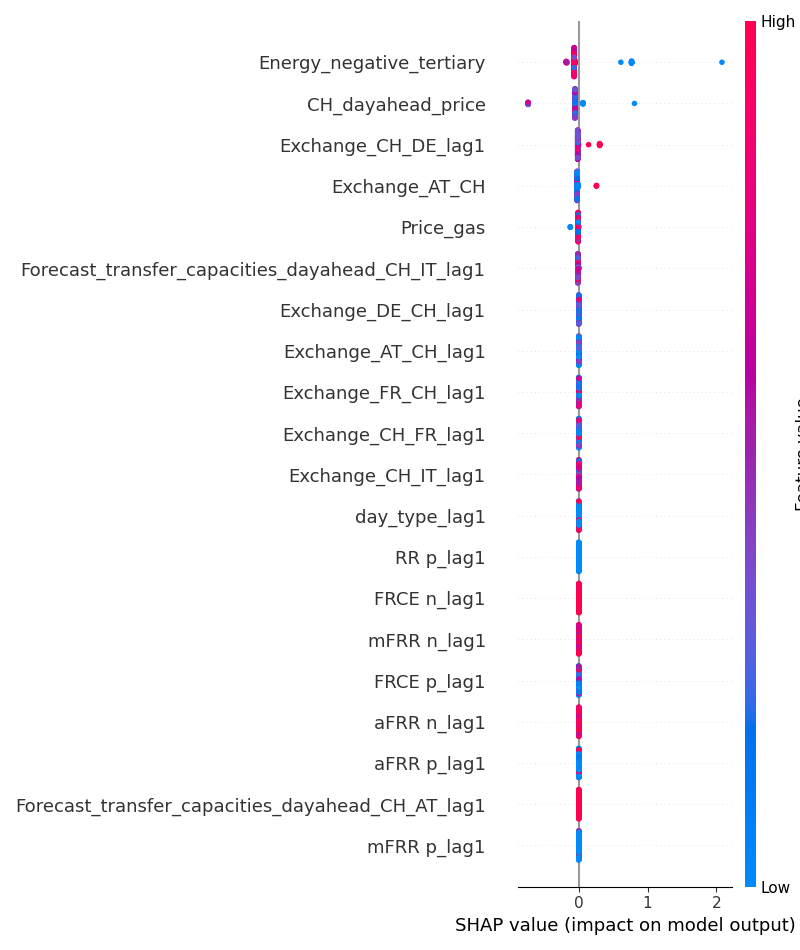 High
Energy_negative_tertiary
CH_dayahead_price
Exchange_CH_DE_lag1
Exchange_AT_CH
Price_gas
Forecast_transfer_capacities_dayahead_CH_IT_lag1
Exchange_DE_CH_lag1
Exchange_AT_CH_lag1
Exchange_FR_CH_lag1
Exchange_CH_FR_lag1
Exchange_CH_IT_lag1
day_type_lag1
RR p_lag1
FRCE n_lag1
mFRR n_lag1
FRCE p_lag1
aFRR n_lag1
aFRR p_lag1
Forecast_transfer_capacities_dayahead_CH_AT_lag1
mFRR p_lag1
Low
0 1 2
SHAP value (impact on model output)